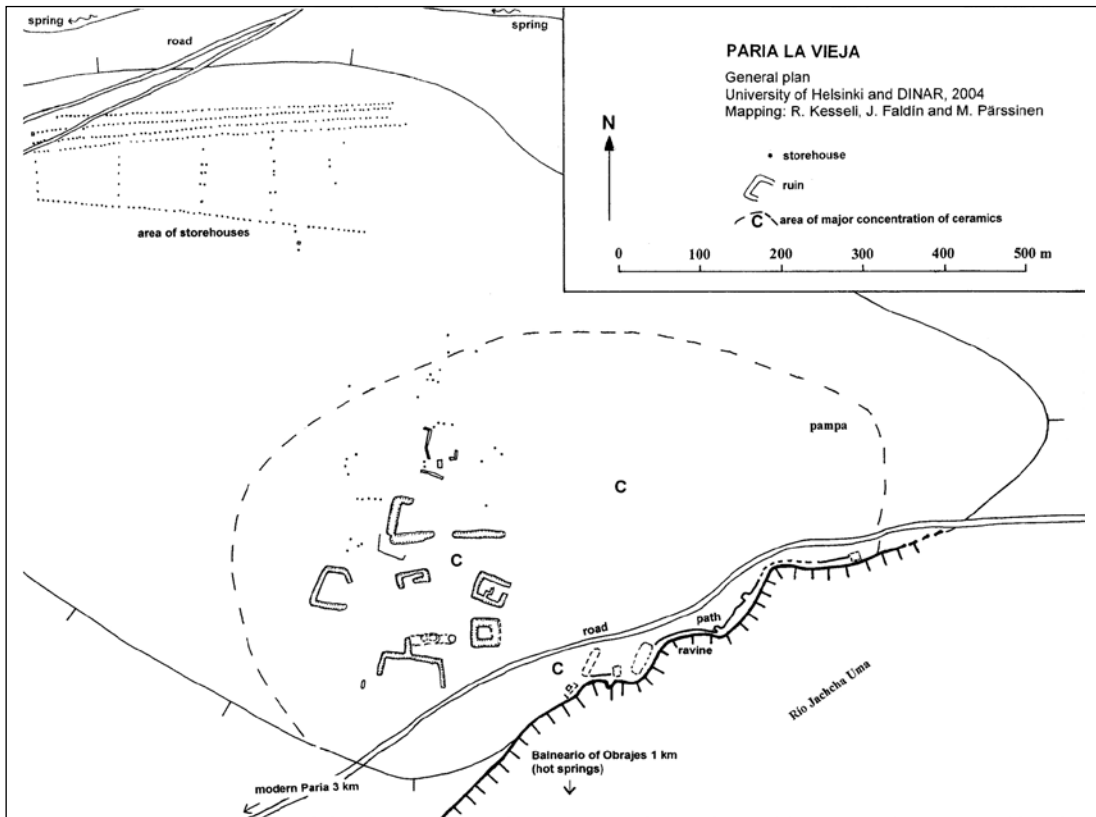 spring
spring
road
PARIA LA VIEJA
General plan
University of Helsinki and DINAR, 2004
Mapping: R. Kesseli, J. Faldín and M. Pärssinen
N
storehouse
ruin
C area of major concentration of ceramics
0 100 200 300 400 500 m
area of storehouses
pampa
C
C
road
path
ravine
C
Río Jachcha Uma
Balneario of Obrajes 1 km
(hot springs)
modern Paria 3 km